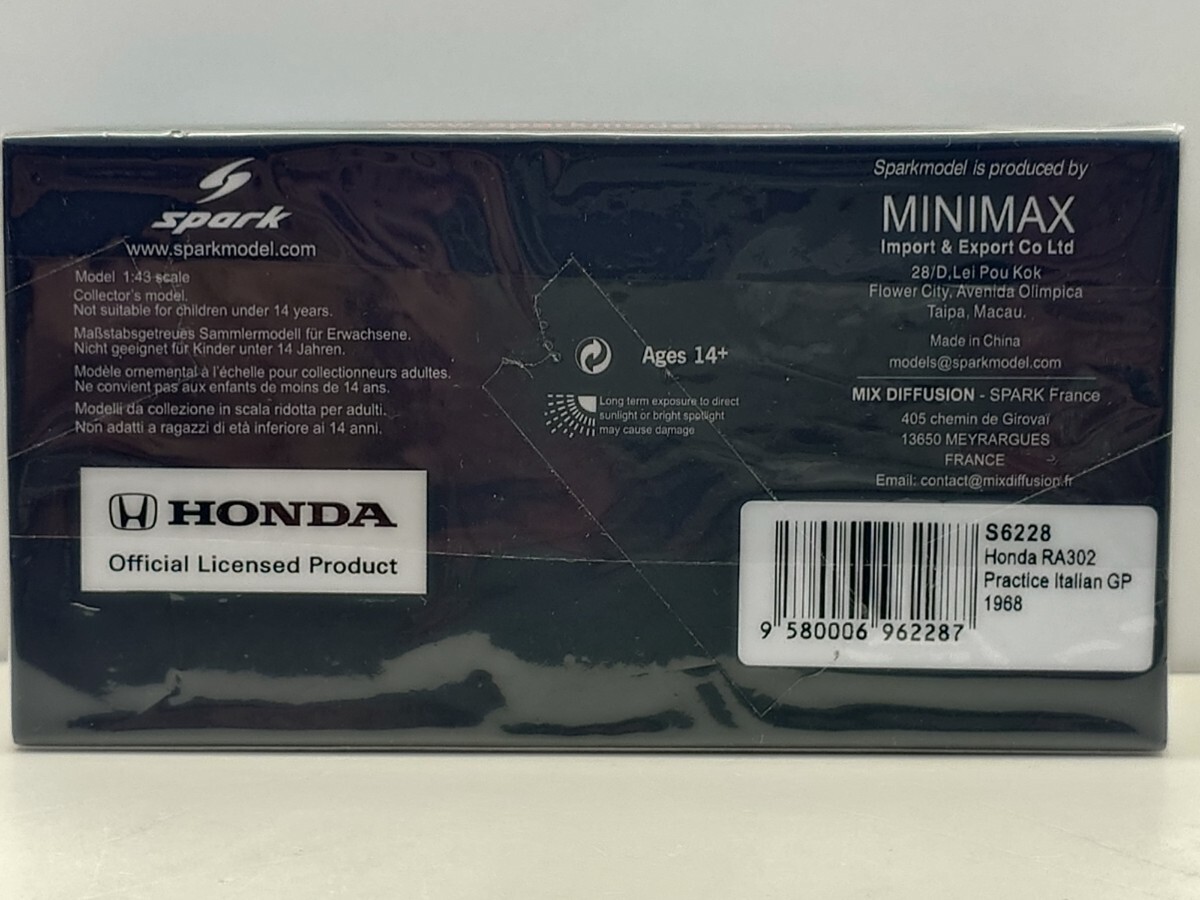 www.sparkmodel.com
spark
www.sparkmodel.com
Model 1:43 scale
Collector's model.
Not suitable for children under 14 years.
Maßstabsgetreues Sammlermodell für Erwachsene.
Nicht geeignet für Kinder unter 14 Jahren.
Modèle ornemental à l'échelle pour collectionneurs adultes.
Ne convient pas aux enfants de moins de 14 ans.
Modelli da collezione in scala ridotta per adulti.
Non adatti a ragazzi di età inferiore ai 14 anni.
HONDA
Official Licensed Product
Ages 14+
Long term exposure to direct
sunlight or bright spotlight
may cause damage
Sparkmodel is produced by
MINIMAX
Import & Export Co Ltd
28/D,Lei Pou Kok
Flower City, Avenida Olimpica
Taipa, Macau.
Made in China
models@sparkmodel.com
MIX DIFFUSION - SPARK France
405 chemin de Girovaï
13650 MEYRARGUES
FRANCE
Email: contact@mixdiffusion.fr
S6228
Honda RA302
Practice Italian GP
1968
9 580006 962287